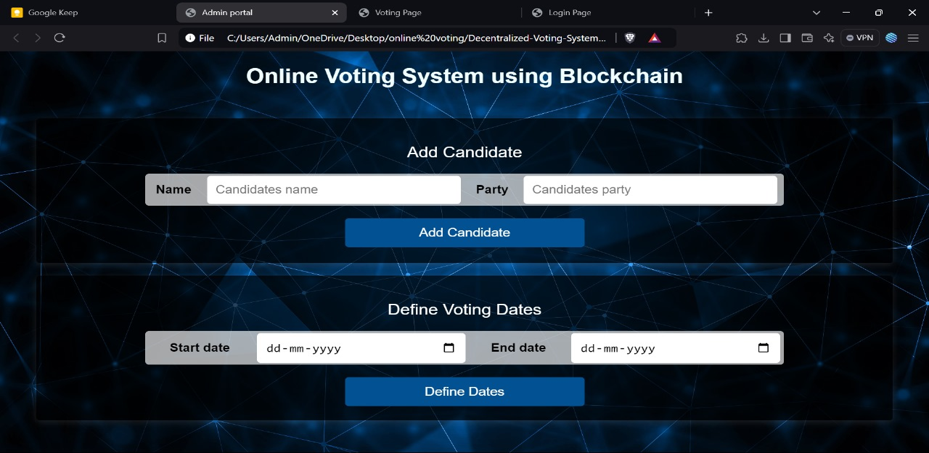 Google Keep
Admin portal
Voting Page
Login Page
File C:/Users/Admin/OneDrive/Desktop/online%20voting/Decentralized-Voting-System... VPN
Online Voting System using Blockchain
Add Candidate
Name Candidates name Party Candidates party
Add Candidate
Define Voting Dates
Start date dd-mm-yyyy End date dd-mm-yyyy
Define Dates